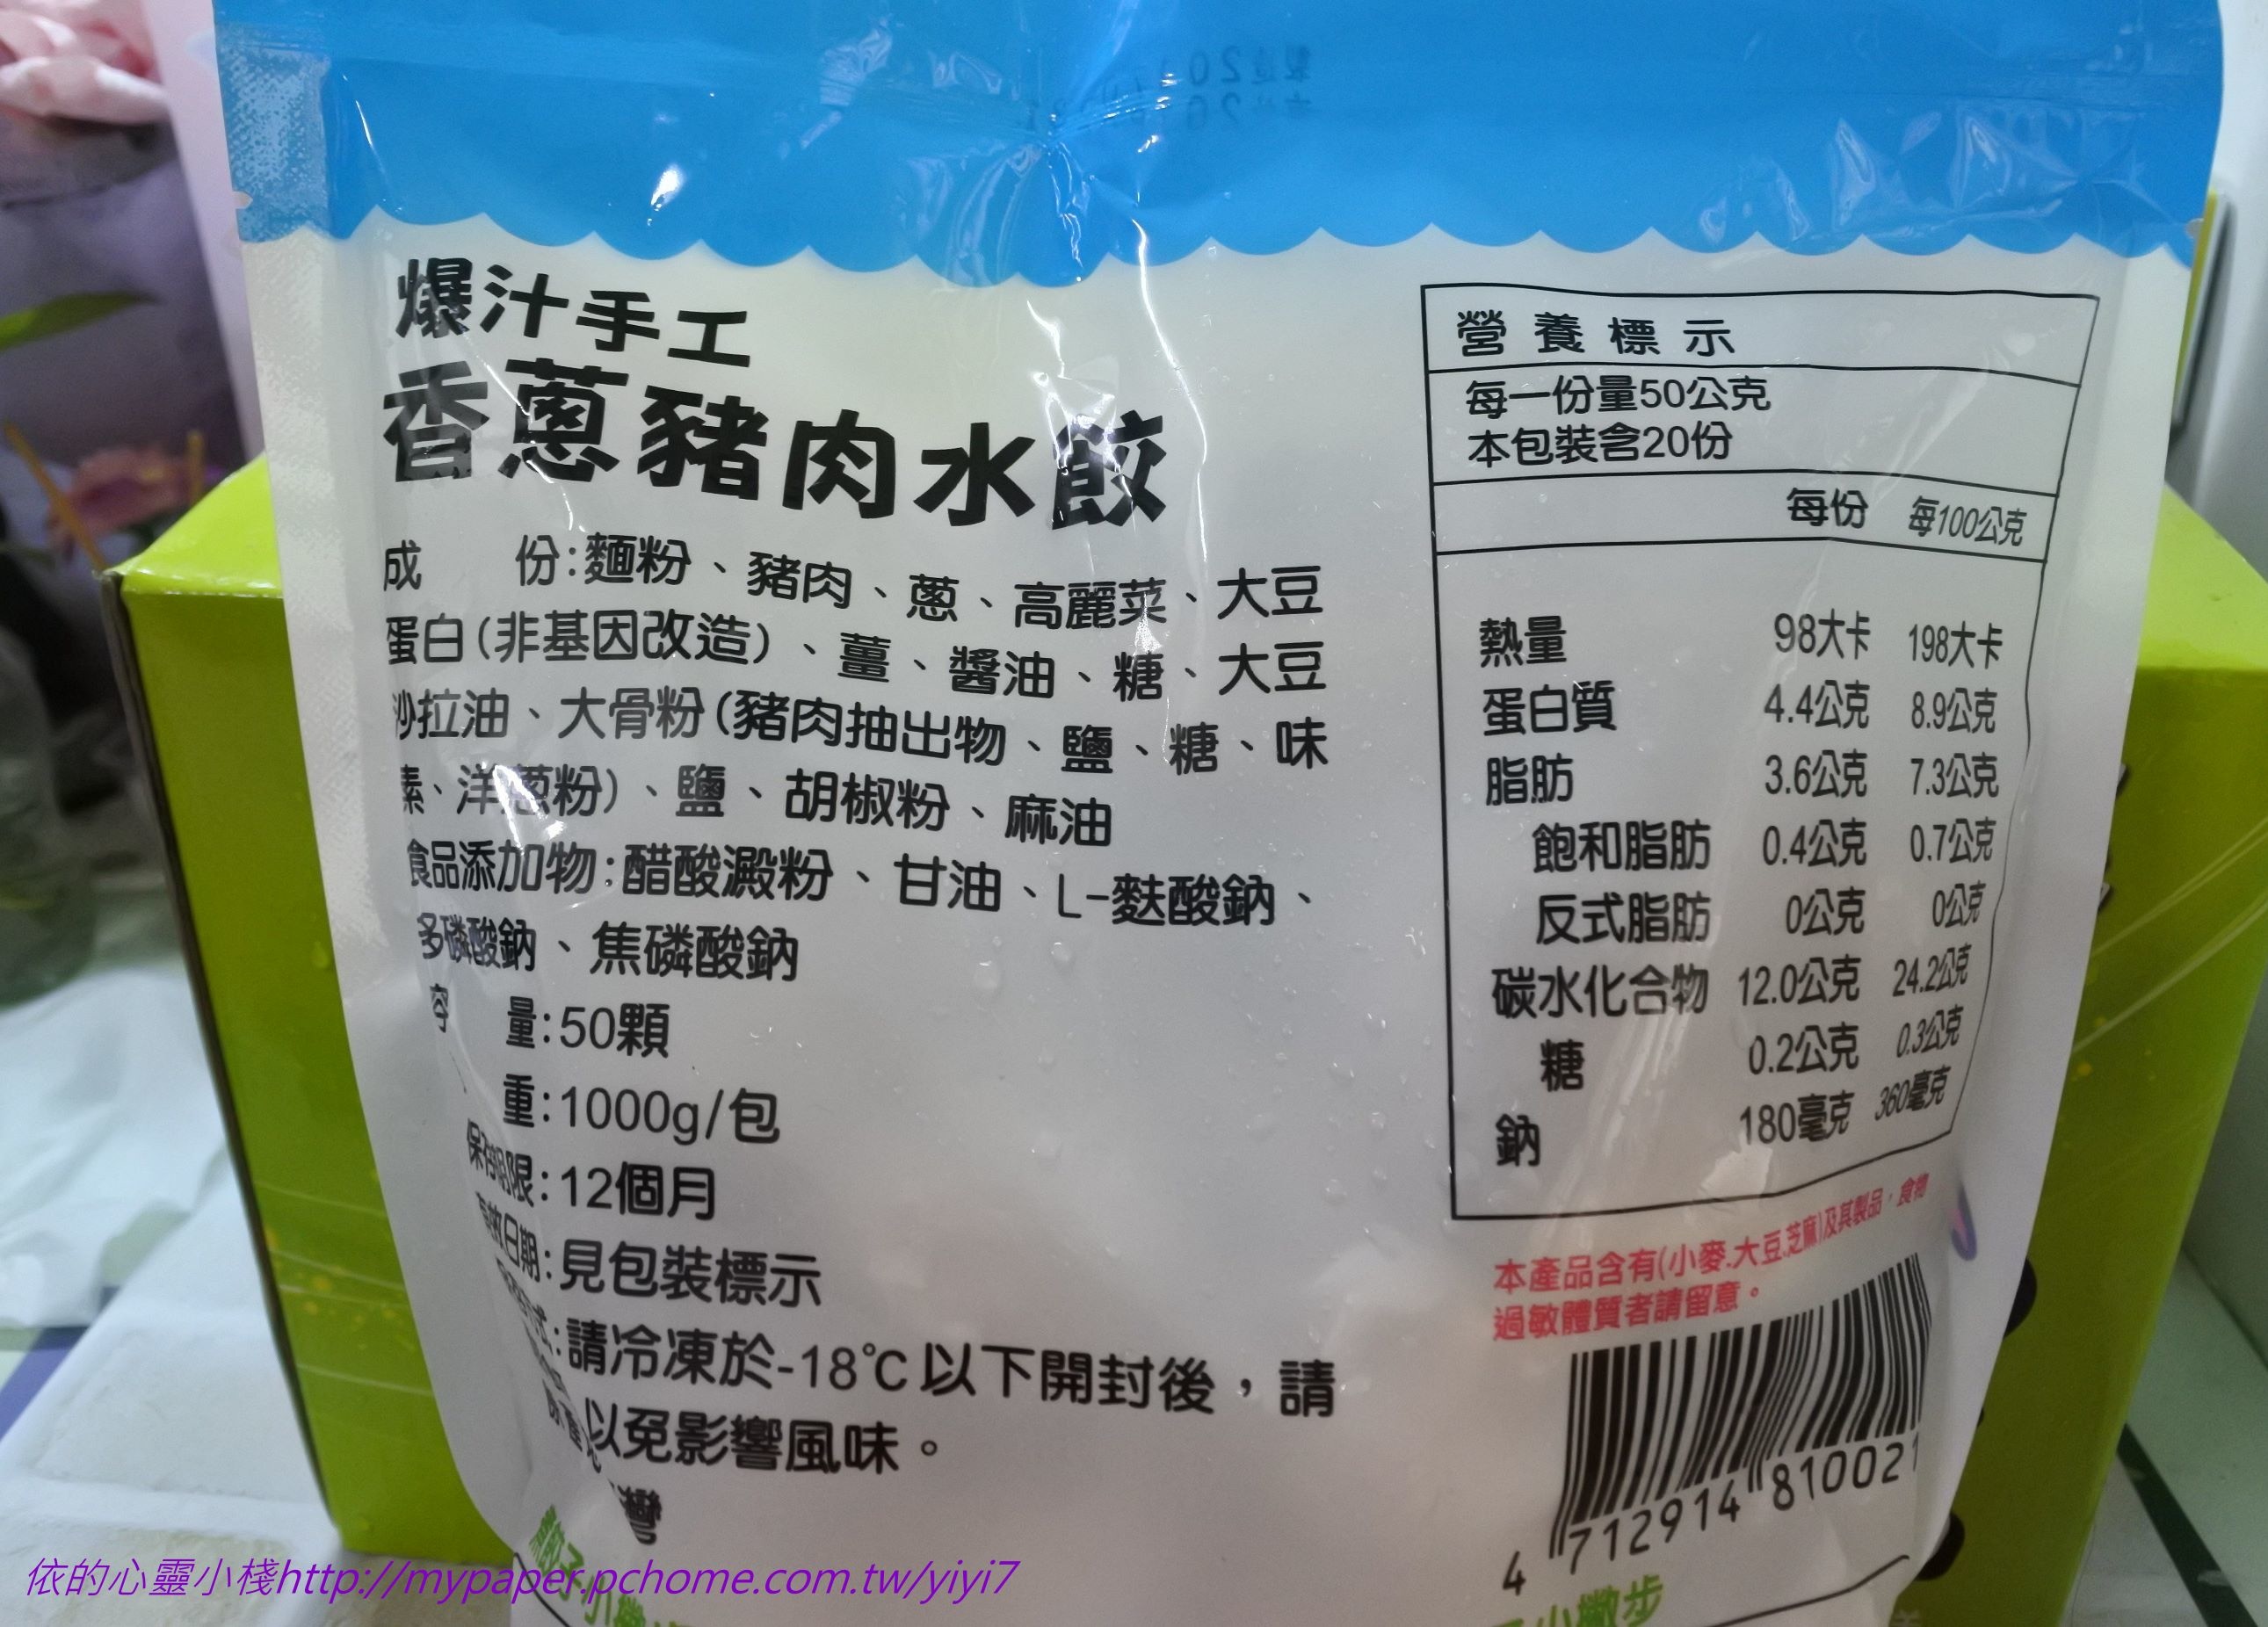 爆汁手工
香蔥豬肉水餃
成 份:麵粉、豬肉、蔥、高麗菜、大豆
蛋白(非基因改造)、薑、醬油、糖、大豆
沙拉油、大骨粉(豬肉抽出物、鹽、糖、味
素、洋蔥粉)、鹽、胡椒粉、麻油
食品添加物:醋酸澱粉、甘油、L-麩酸鈉、
多磷酸鈉、焦磷酸鈉
容 量:50顆
重:1000g/包
保存期限:12個月
有效日期:見包裝標示
請冷凍於-18℃以下開封後,請
以免影響風味。
灣
營養標示
每一份量50公克
本包裝含20份
每份 每100公克
熱量 98大卡 198大卡
蛋白質 4.4公克 8.9公克
脂肪 3.6公克 7.3公克
飽和脂肪 0.4公克 0.7公克
反式脂肪 0公克 0公克
碳水化合物 12.0公克 24.2公克
糖 0.2公克 0.3公克
鈉 180毫克 360毫克
本產品含有(小麥.大豆.芝麻)及其製品,食物
過敏體質者請留意。
4 712914 810021
小撇步
依的心靈小棧http://mypaper.pchome.com.tw/yiyi7